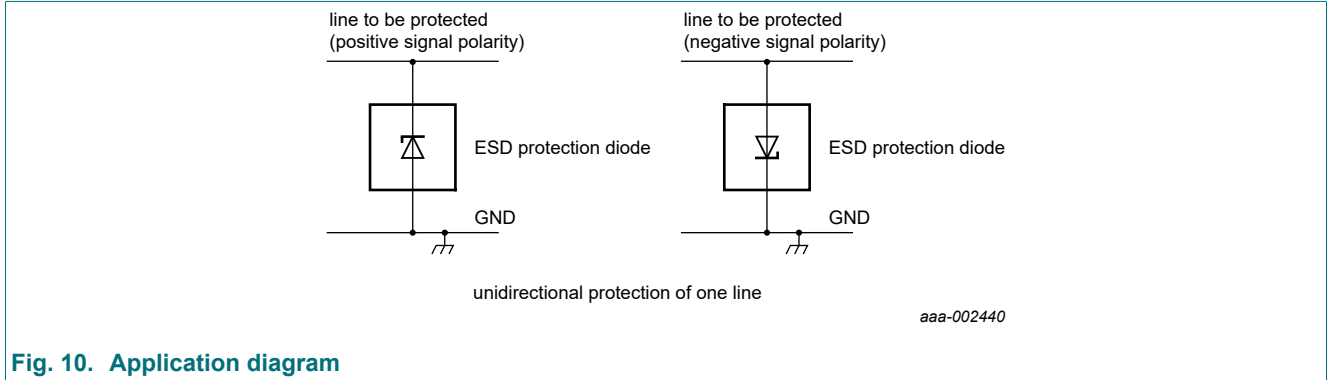 line to be protected
(positive signal polarity)
line to be protected
(negative signal polarity)
ESD protection diode
ESD protection diode
GND
GND
unidirectional protection of one line
aaa-002440
Fig. 10. Application diagram